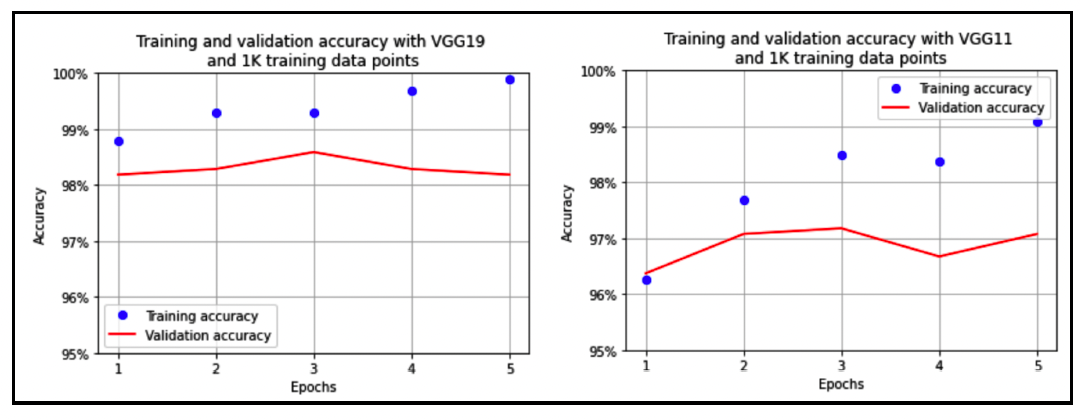 Training and validation accuracy with VGG19
and 1K training data points
100%
99%
98%
97%
96%
95%
Accuracy
Training accuracy
Validation accuracy
1
2
3
4
5
Epochs
Training and validation accuracy with VGG11
and 1K training data points
100%
99%
98%
97%
96%
95%
Accuracy
Training accuracy
Validation accuracy
1
2
3
4
5
Epochs